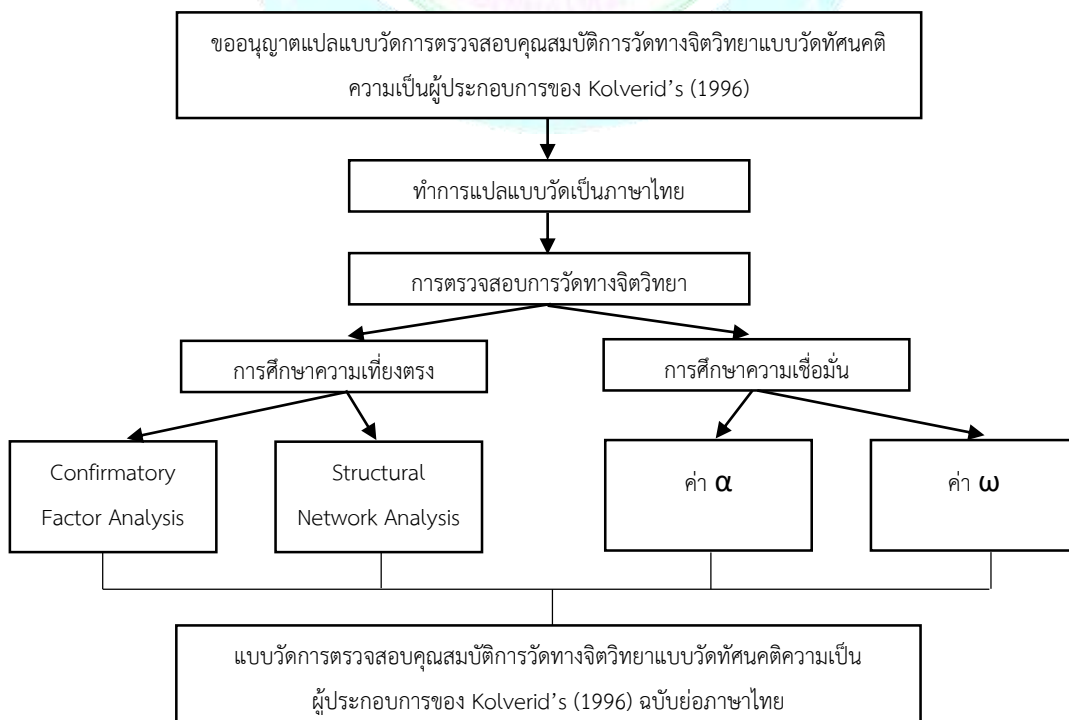 ขออนุญาตแปลแบบวัดการตรวจสอบคุณสมบัติการวัดทางจิตวิทยาแบบวัดทัศนคติ
ความเป็นผู้ประกอบการของ Kolverid’s (1996)
ทำการแปลแบบวัดเป็นภาษาไทย
การตรวจสอบการวัดทางจิตวิทยา
การศึกษาความเที่ยงตรง
การศึกษาความเชื่อมั่น
Confirmatory
Factor Analysis
Structural
Network Analysis
ค่า α
ค่า ω
แบบวัดการตรวจสอบคุณสมบัติการวัดทางจิตวิทยาแบบวัดทัศนคติความเป็น
ผู้ประกอบการของ Kolverid’s (1996) ฉบับย่อภาษาไทย